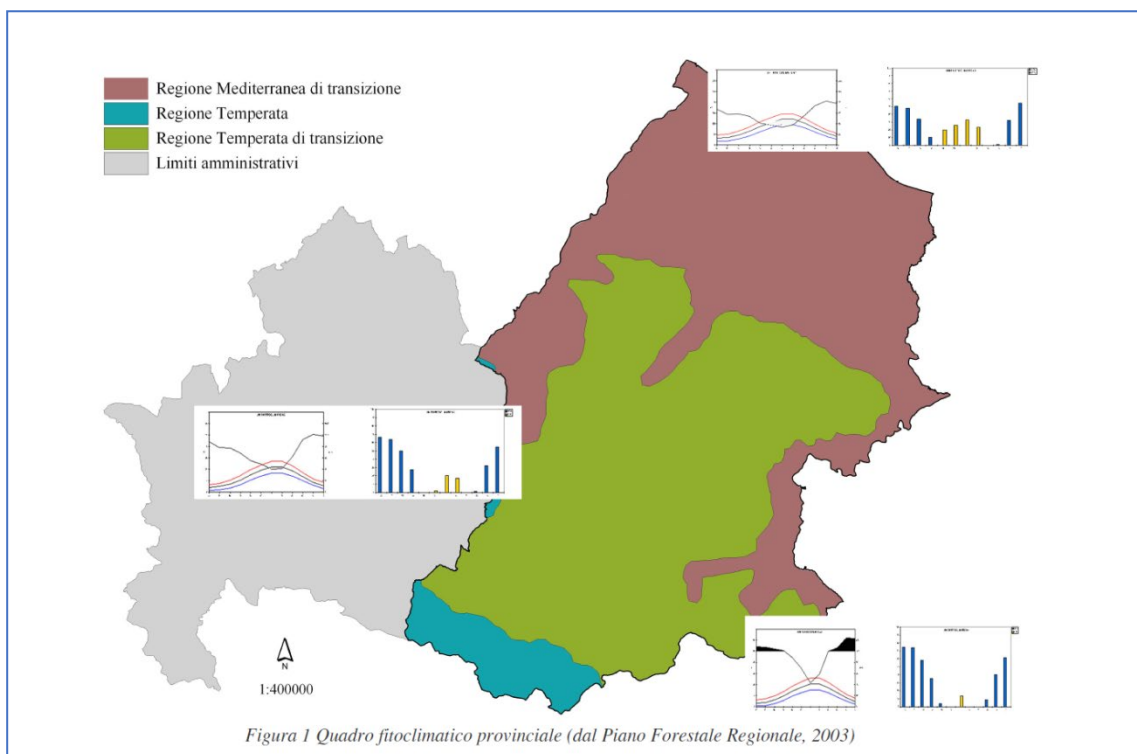 Regione Mediterranea di transizione
Regione Temperata
Regione Temperata di transizione
Limiti amministrativi
N
1:400000
Figura 1 Quadro fitoclimatico provinciale (dal Piano Forestale Regionale, 2003)